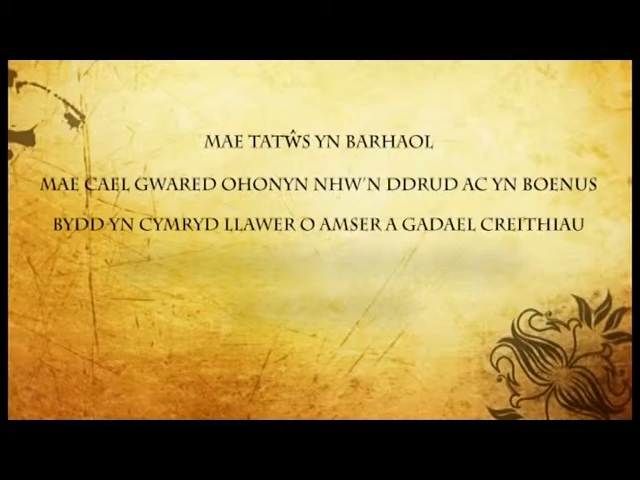 MAE TATŴS YN BARHAOL
MAE CAEL GWARED OHONYN NHW'N DDRUD AC YN BOENUS
BYDD YN CYMRYD LLAWER O AMSER A GADAEL CREITHIAU